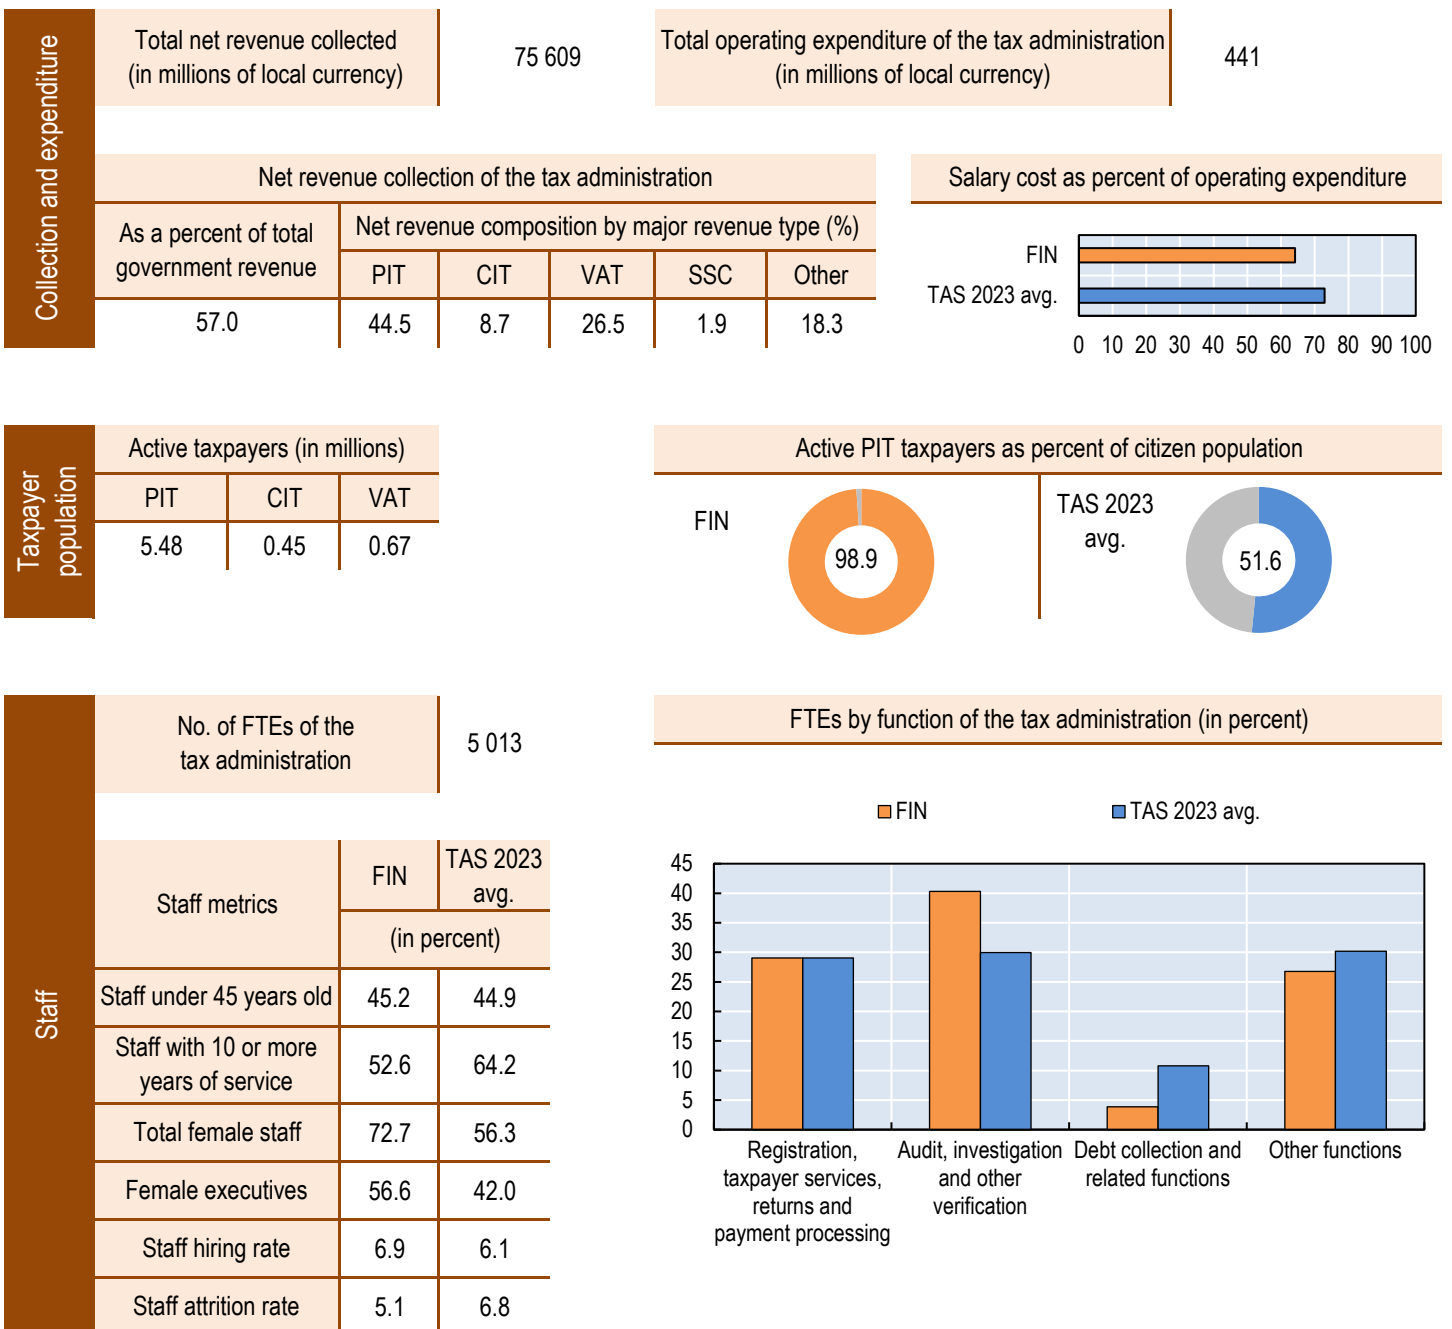 Collection and expenditure
Total net revenue collected
(in millions of local currency)
75 609
Total operating expenditure of the tax administration
(in millions of local currency)
441
Net revenue collection of the tax administration
As a percent of total
government revenue
Net revenue composition by major revenue type (%)
PIT CIT VAT SSC Other
57.0 44.5 8.7 26.5 1.9 18.3
Salary cost as percent of operating expenditure
FIN
TAS 2023 avg.
0 10 20 30 40 50 60 70 80 90 100
Taxpayer
population
Active taxpayers (in millions)
PIT CIT VAT
5.48 0.45 0.67
Active PIT taxpayers as percent of citizen population
FIN
98.9
TAS 2023
avg.
51.6
Staff
No. of FTEs of the
tax administration
5 013
Staff metrics
FIN
TAS 2023
avg.
(in percent)
Staff under 45 years old 45.2 44.9
Staff with 10 or more
years of service
52.6 64.2
Total female staff 72.7 56.3
Female executives 56.6 42.0
Staff hiring rate 6.9 6.1
Staff attrition rate 5.1 6.8
FTEs by function of the tax administration (in percent)
FIN TAS 2023 avg.
45
40
35
30
25
20
15
10
5
0
Registration,
taxpayer services,
returns and
payment processing
Audit, investigation
and other
verification
Debt collection and
related functions
Other functions